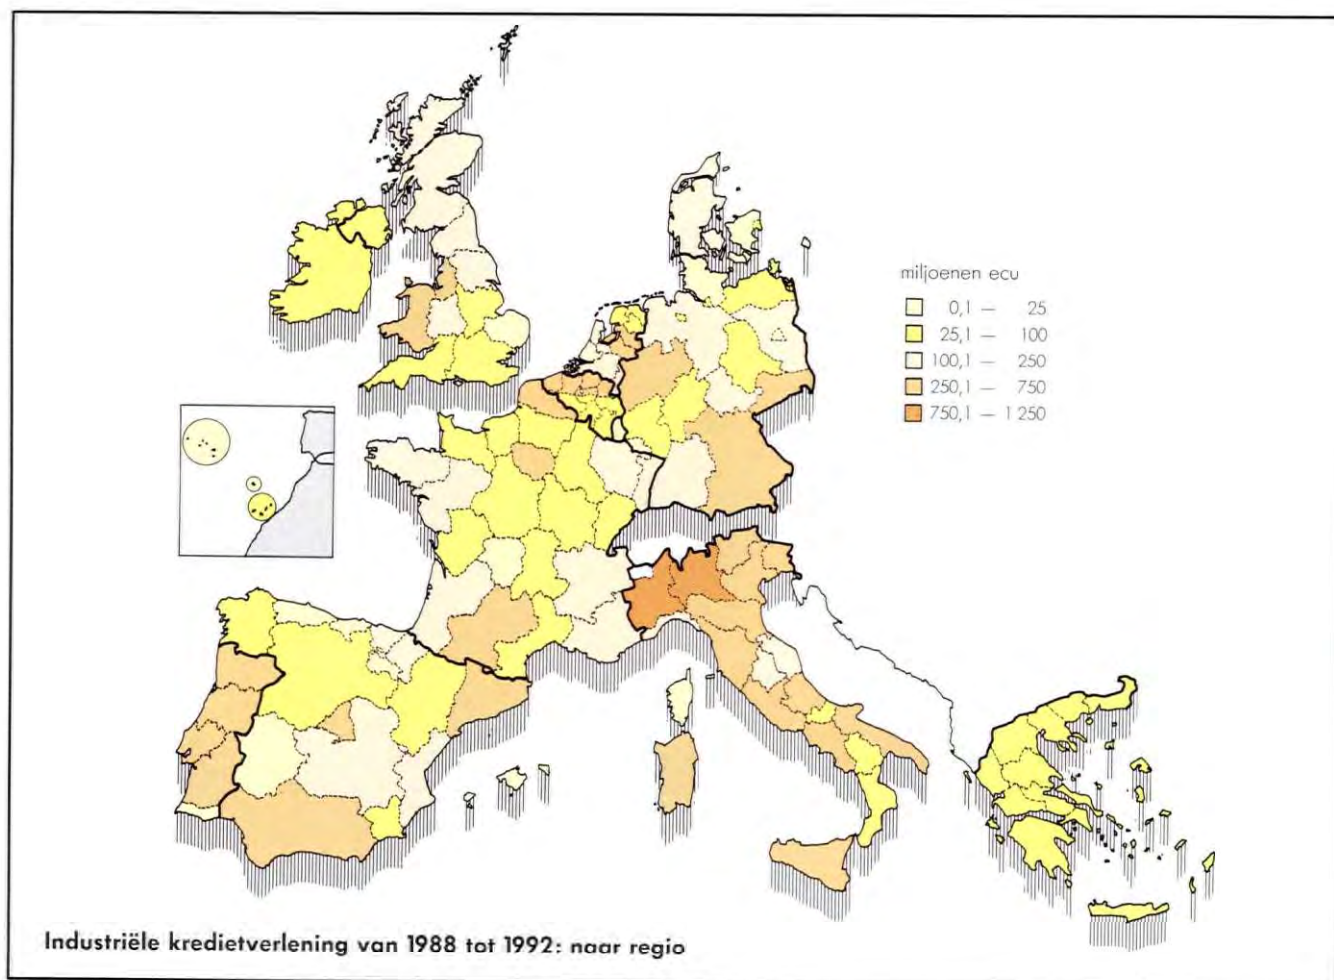 miljoenen ecu
0,1 — 25
25,1 — 100
100,1 — 250
250,1 — 750
750,1 — 1 250
Industriële kredietverlening van 1988 tot 1992: naar regio